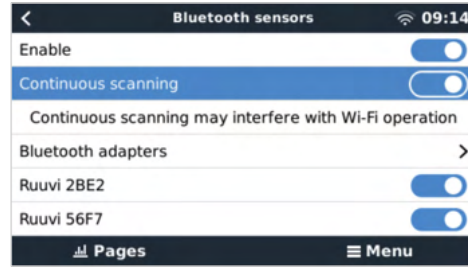 Bluetooth sensors 09:14
Enable
Continuous scanning
Continuous scanning may interfere with Wi-Fi operation
Bluetooth adapters
Ruuvi 2BE2
Ruuvi 56F7
Pages Menu